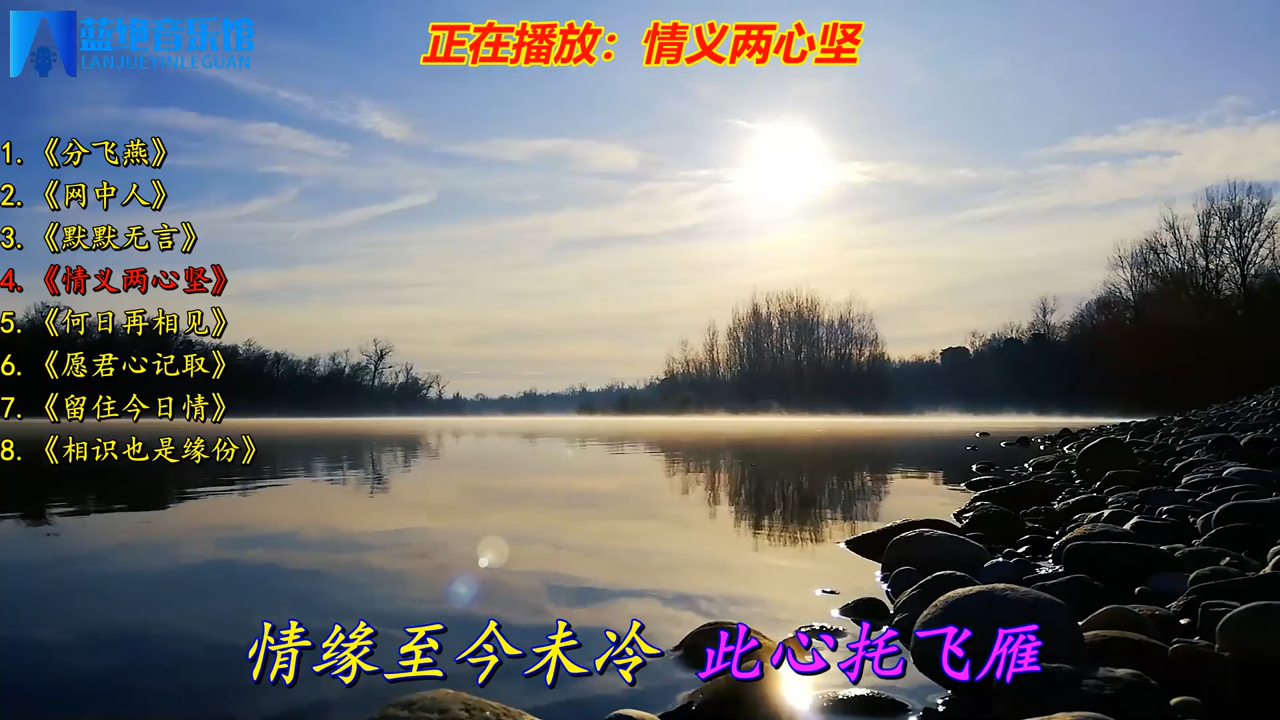 蓝绝音乐馆
LANJUEYINLEGUAN
正在播放：情义两心坚
1.《分飞燕》
2.《网中人》
3.《默默无言》
4.《情义两心坚》
5.《何日再相见》
6.《愿君心记取》
7.《留住今日情》
8.《相识也是缘份》
情缘至今未冷 此心托飞雁